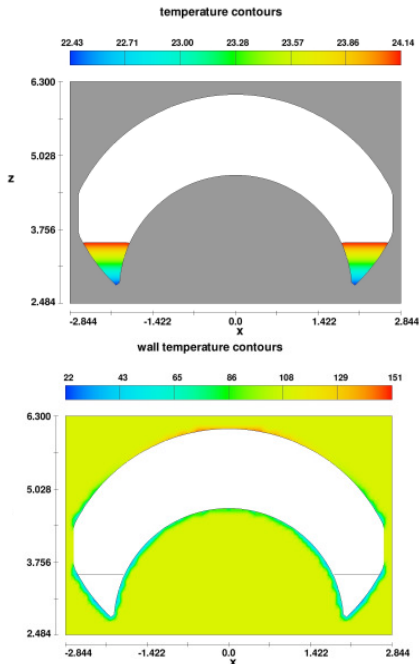 temperature contours
22.43 22.71 23.00 23.28 23.57 23.86 24.14
6.300
5.028
z
3.756
2.484
-2.844 -1.422 0.0 1.422 2.844
x
wall temperature contours
22 43 65 86 108 129 151
6.300
5.028
3.756
2.484
-2.844 -1.422 0.0 1.422 2.844
x